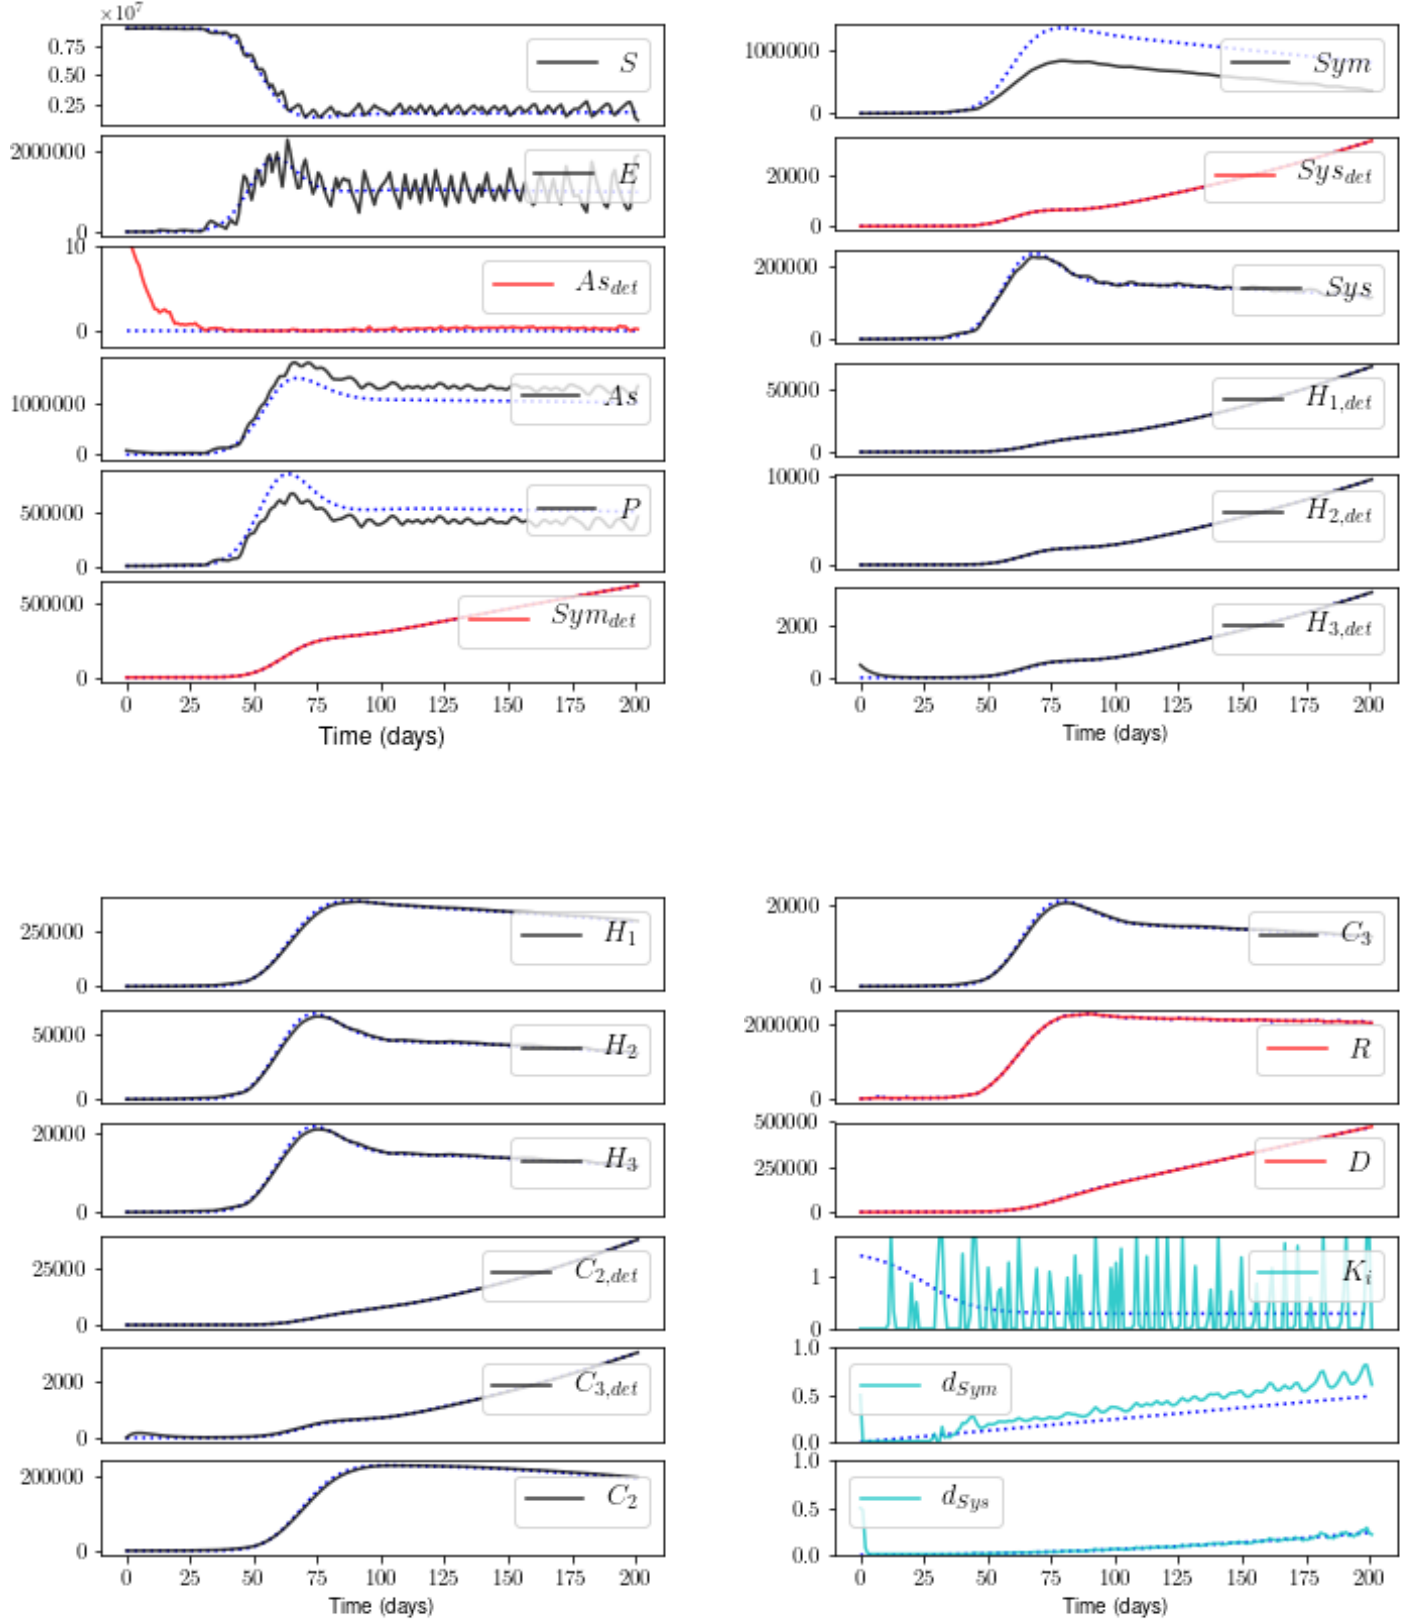 ×10⁷
0.75
0.50
0.25
S
2000000
0
E
10
0
As_det
1000000
0
As
500000
0
P
500000
0
Sym_det
0 25 50 75 100 125 150 175 200
Time (days)
1000000
0
Sym
20000
0
Sys_det
200000
0
Sys
50000
0
H_1,det
10000
0
H_2,det
2000
0
H_3,det
0 25 50 75 100 125 150 175 200
Time (days)
250000
0
H_1
50000
0
H_2
20000
0
H_3
25000
0
C_2,det
2000
0
C_3,det
200000
0
C_2
0 25 50 75 100 125 150 175 200
Time (days)
20000
0
C_3
2000000
0
R
500000
250000
0
D
1
0
K_i
1.0
0.5
0.0
d_Sym
1.0
0.5
0.0
d_Sys
0 25 50 75 100 125 150 175 200
Time (days)